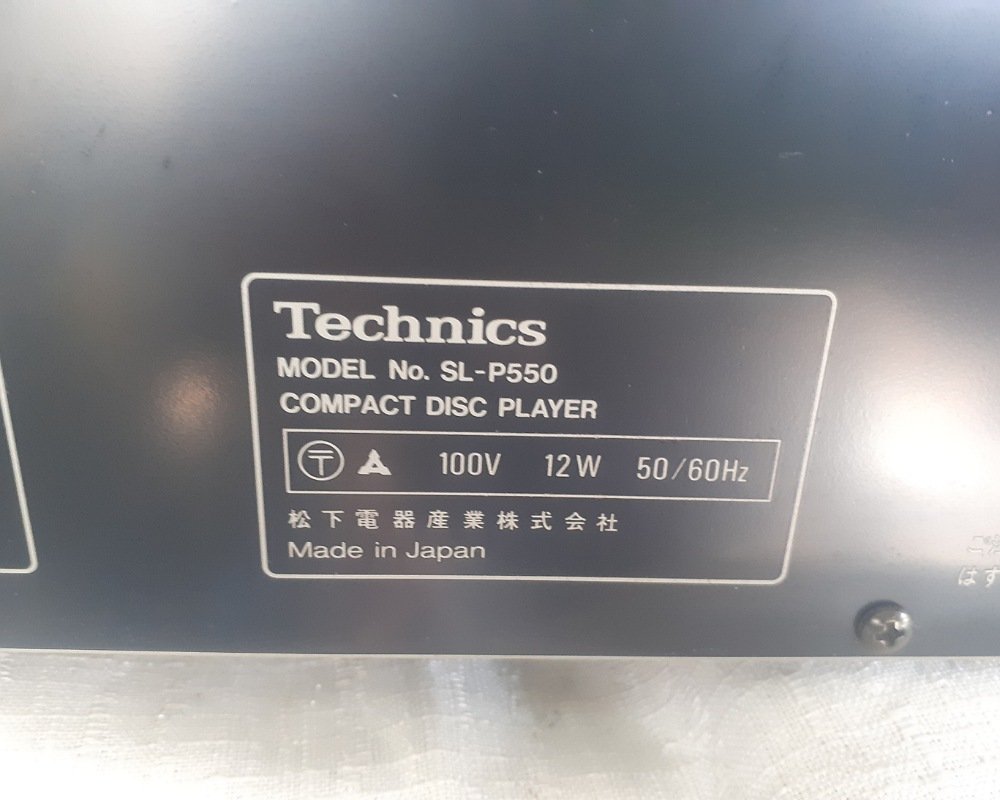 Technics
MODEL No. SL-P550
COMPACT DISC PLAYER
〒 100V 12W 50/60Hz
松下電器産業株式会社
Made in Japan
はす